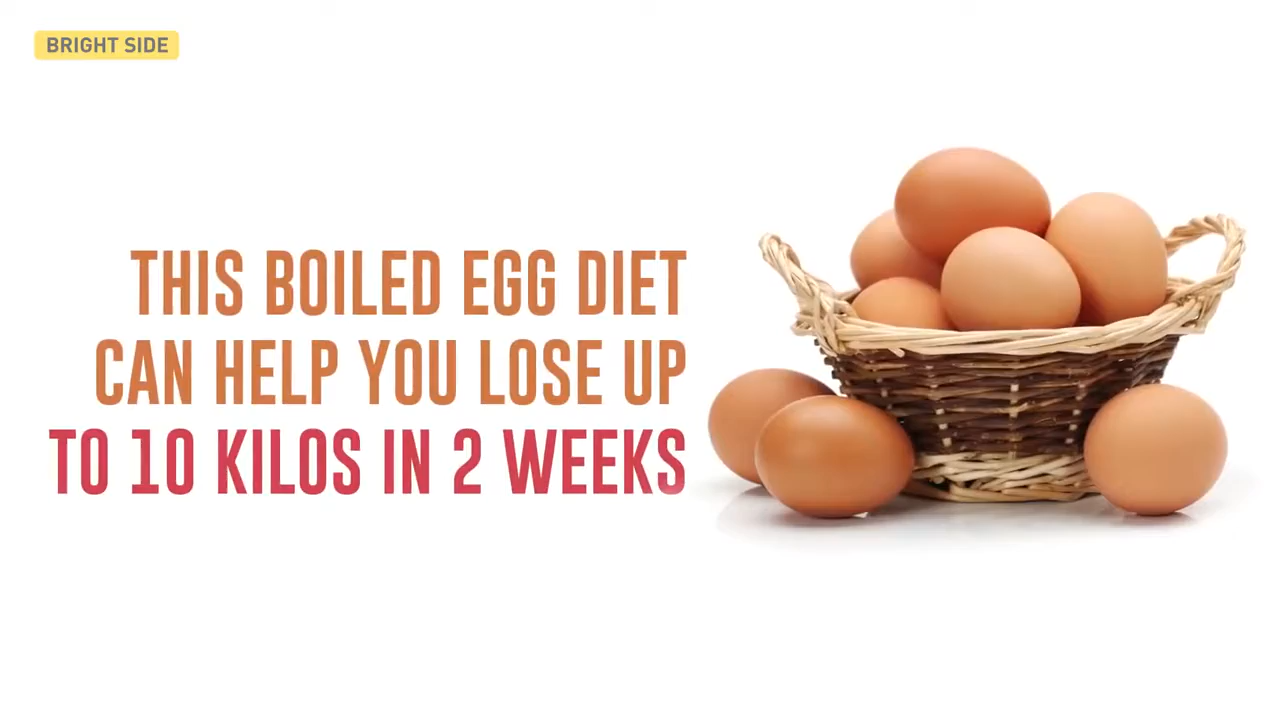 BRIGHT SIDE
THIS BOILED EGG DIET
CAN HELP YOU LOSE UP
TO 10 KILOS IN 2 WEEKS